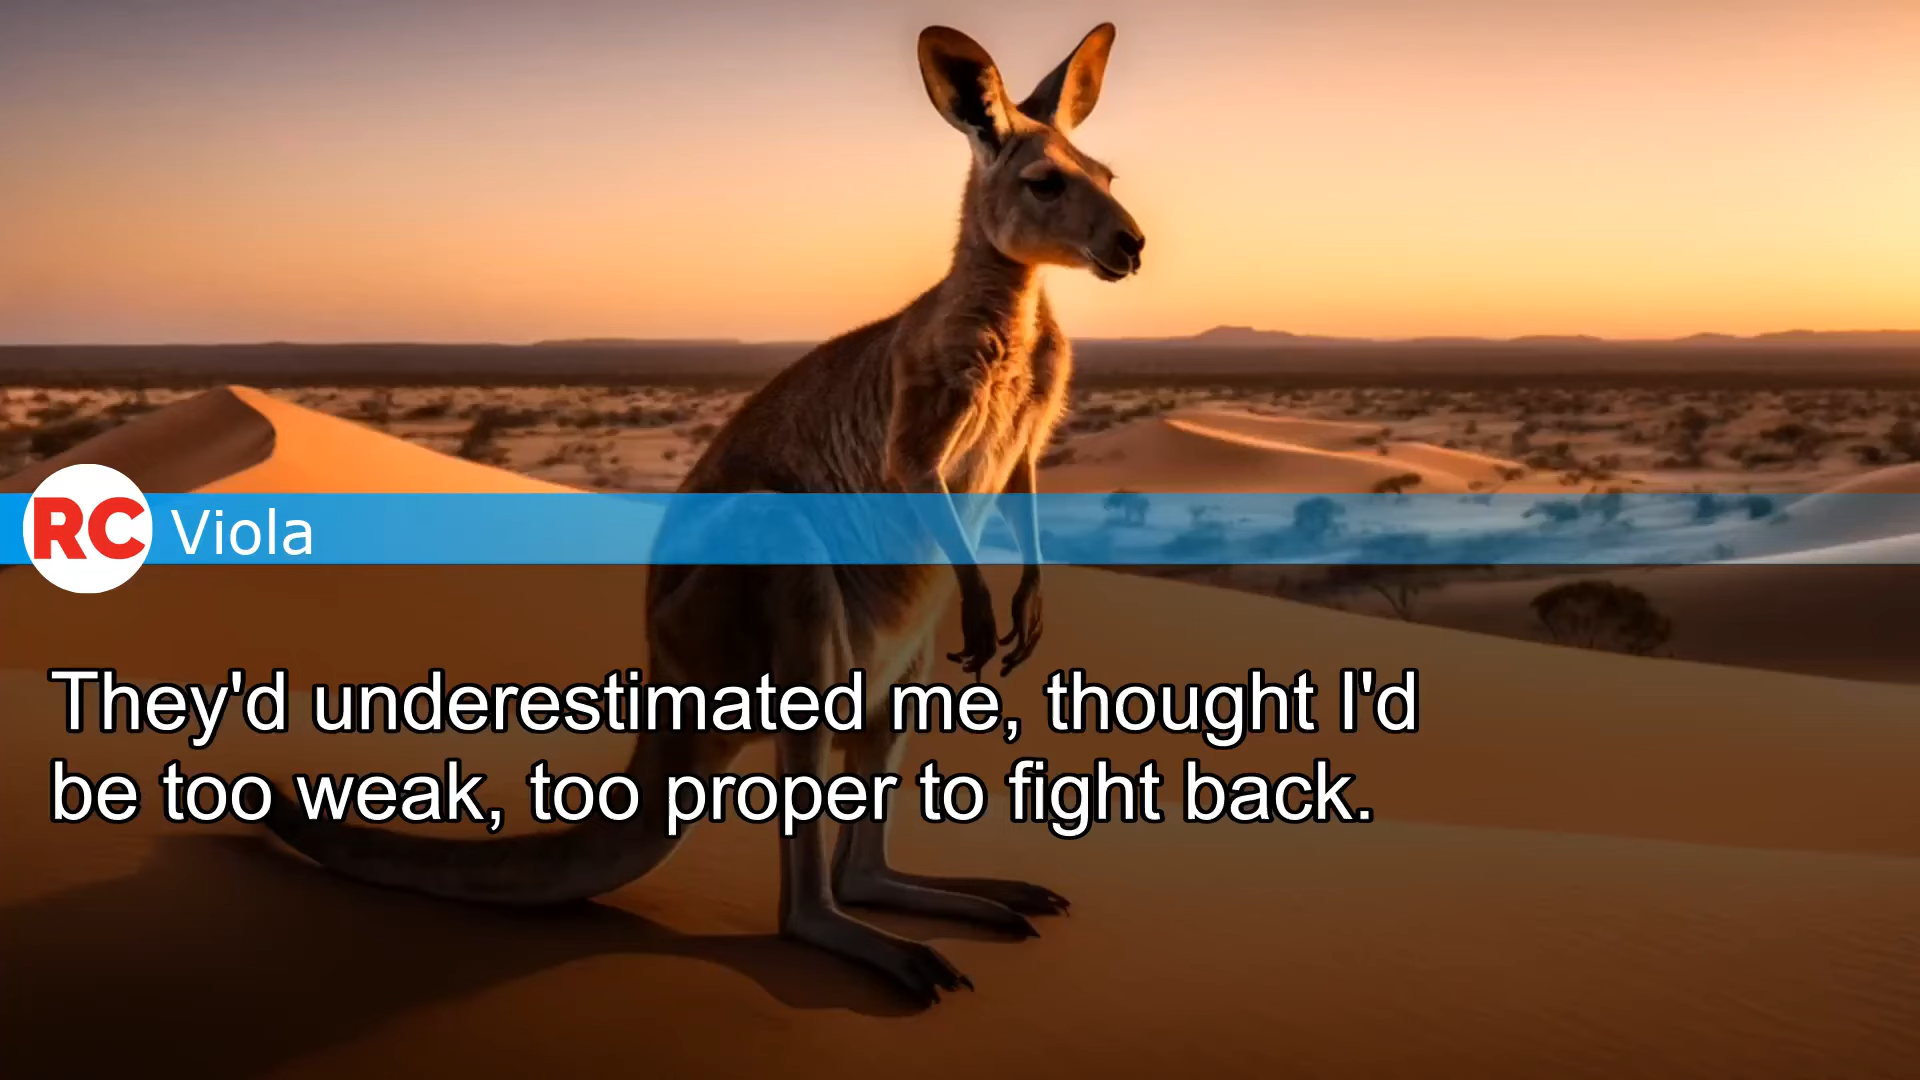 RC Viola
They'd underestimated me, thought I'd
be too weak, too proper to fight back.